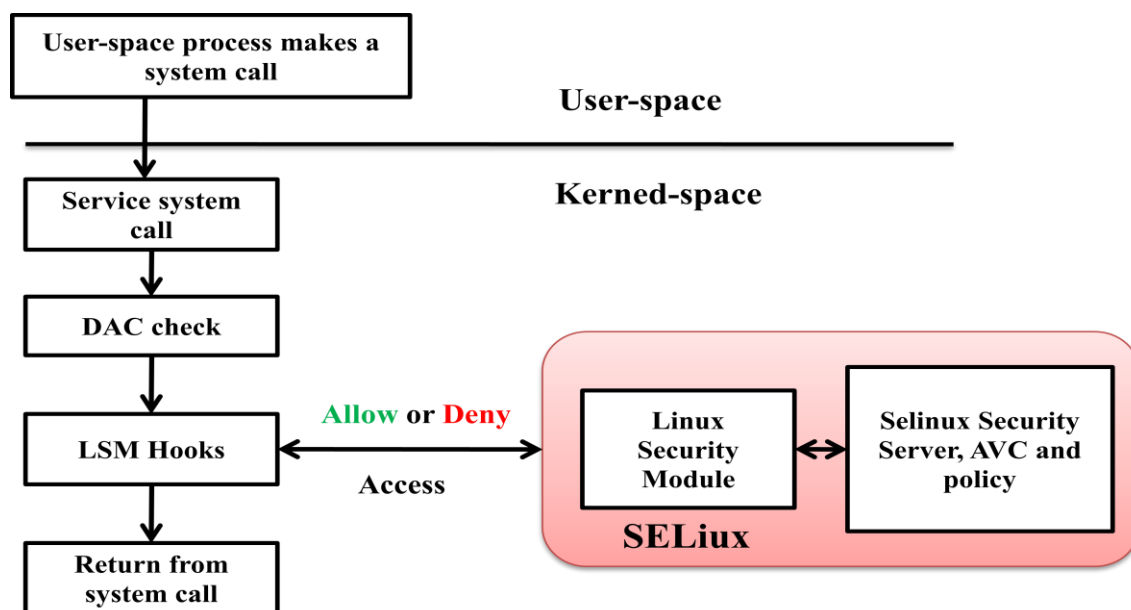 User-space process makes a
system call
User-space
Kerned-space
Service system
call
DAC check
LSM Hooks
Allow or Deny
Access
Linux
Security
Module
Selinux Security
Server, AVC and
policy
SELiux
Return from
system call